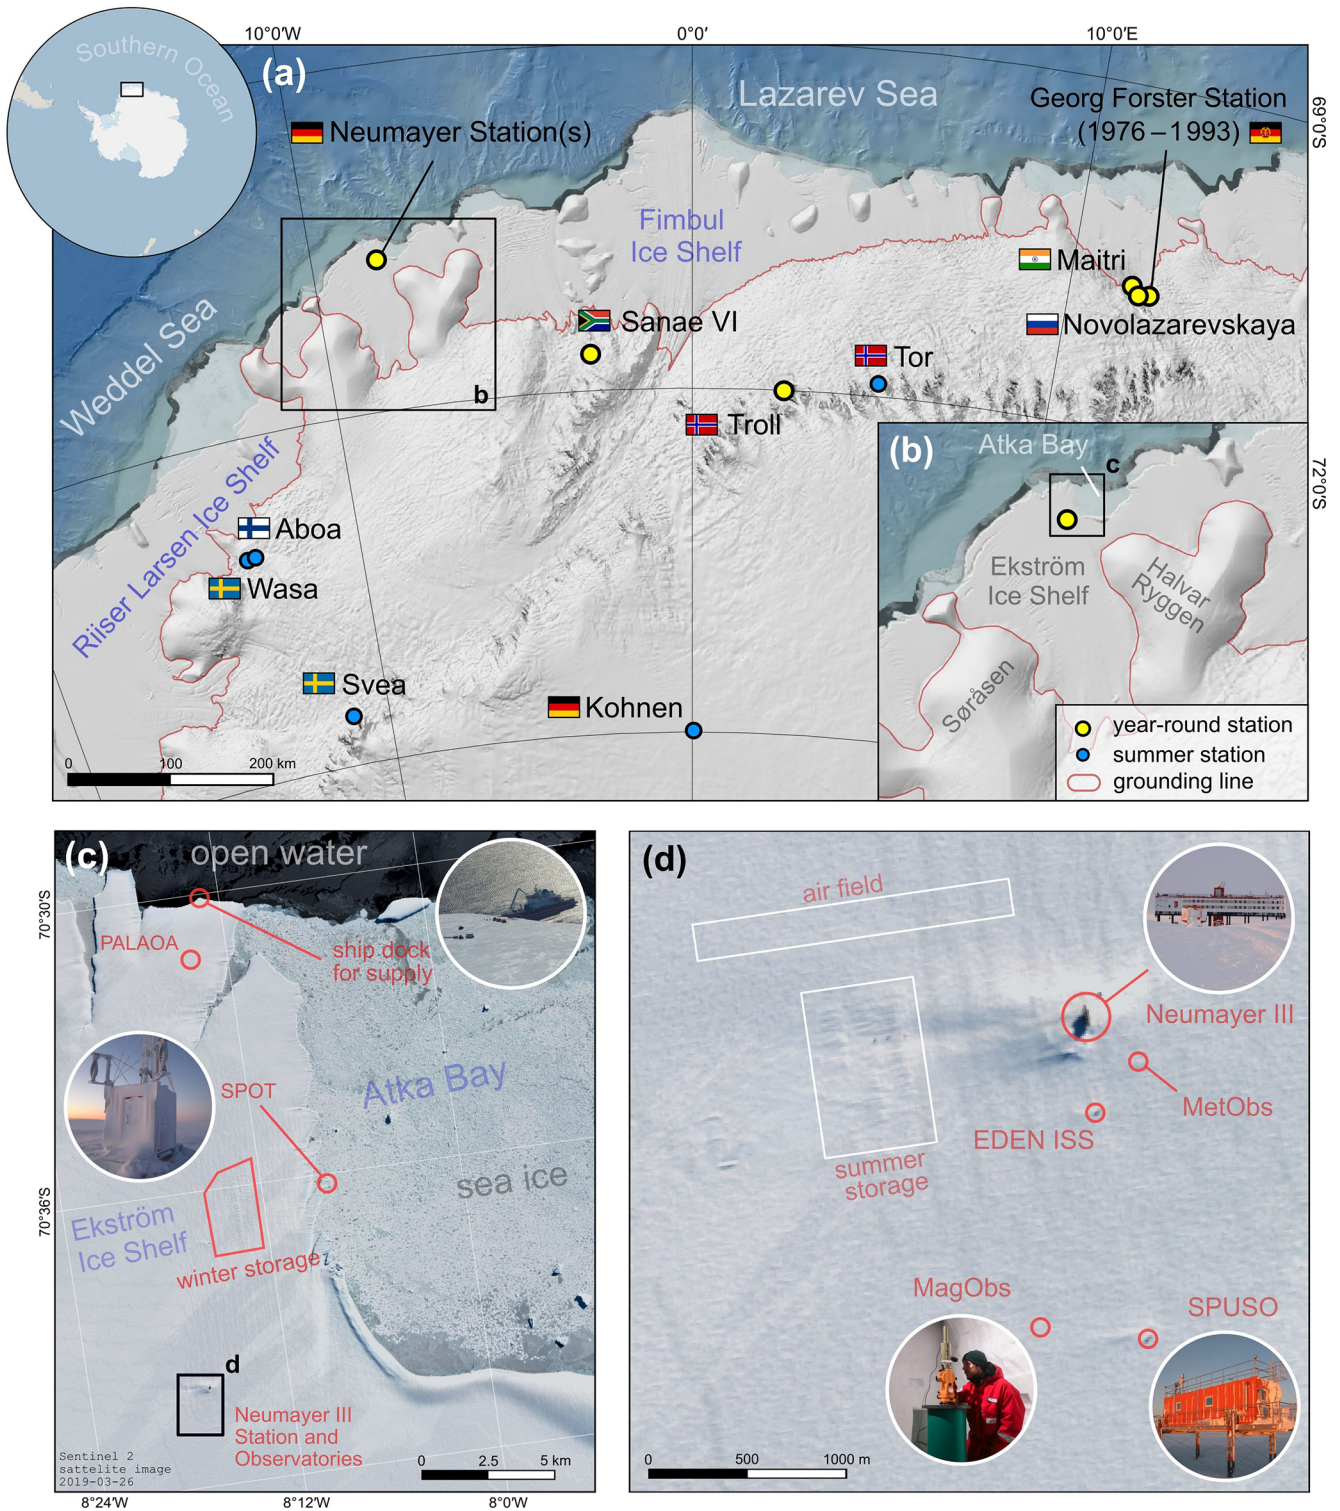 Southern Ocean
10°0'W
0°0'
10°0'E
(a)
Lazarev Sea
Georg Forster Station
(1976–1993)
69°0'S
Neumayer Station(s)
Fimbul
Ice Shelf
Maitri
Weddel Sea
Sanae VI
Novolazarevskaya
Tor
b
Troll
72°0'S
(b)
Atka Bay
c
Riiser Larsen Ice Shelf
Aboa
Wasa
Ekström
Ice Shelf
Halvar
Ryggen
Søråsen
Svea
Kohnen
year-round station
summer station
grounding line
0 100 200 km
(c)
open water
70°30'S
PALAOA
ship dock
for supply
SPOT
Atka Bay
sea ice
70°36'S
Ekström
Ice Shelf
winter storage
d
Neumayer III
Station and
Observatories
Sentinel 2
sattelite image
2019-03-26
0 2.5 5 km
8°24'W
8°12'W
8°0'W
(d)
air field
Neumayer III
MetObs
EDEN ISS
summer
storage
MagObs
SPUSO
0 500 1000 m